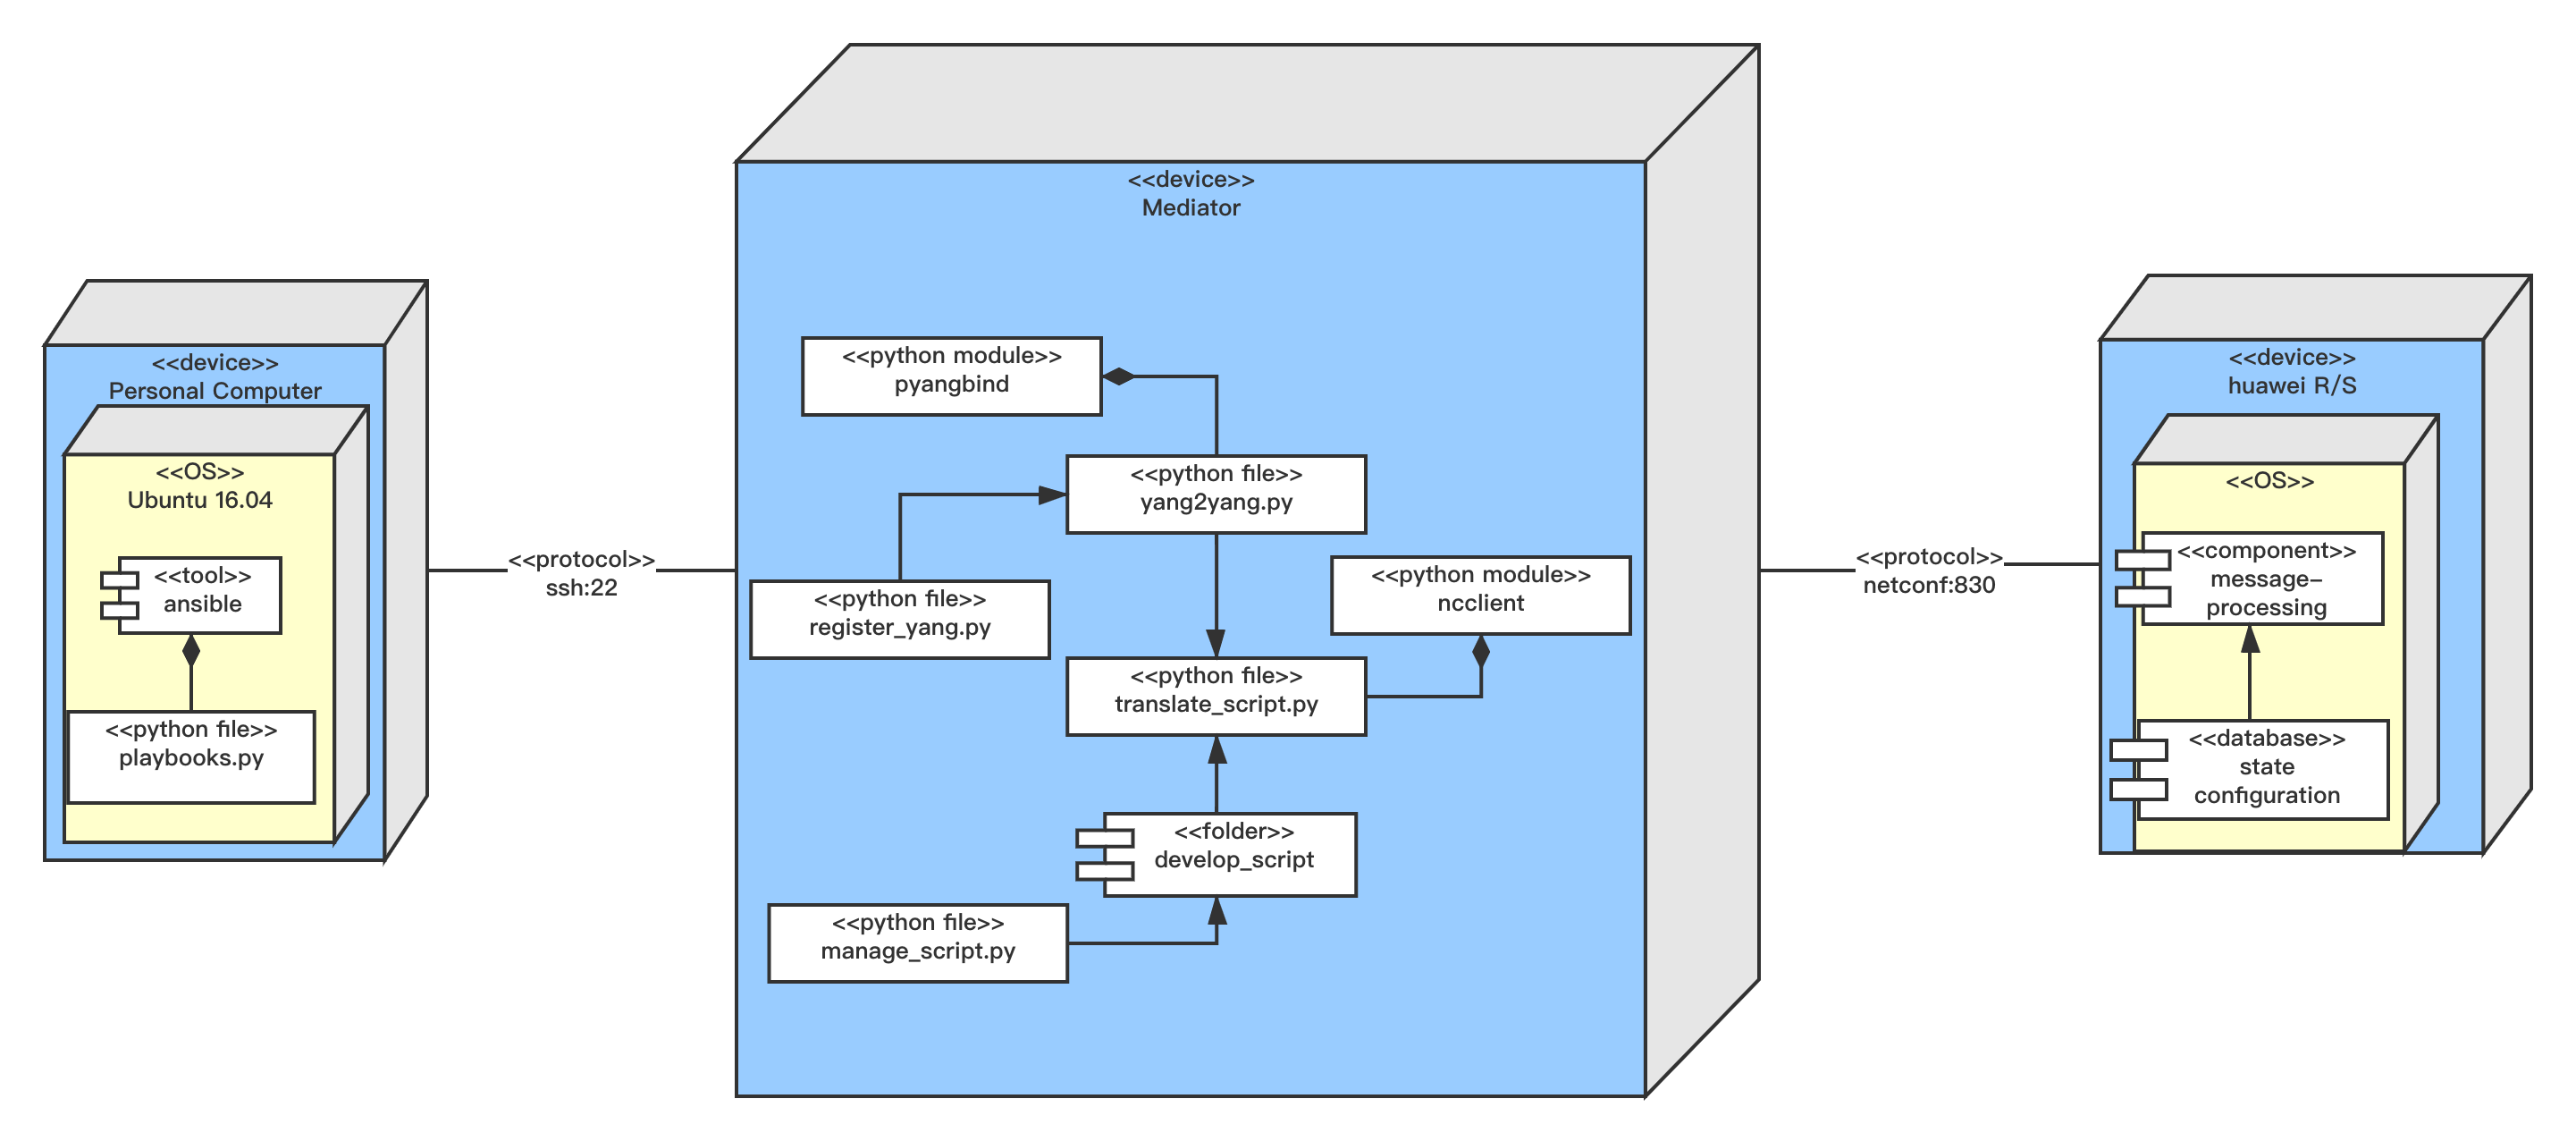 <<device>>
Personal Computer
<<OS>>
Ubuntu 16.04
<<tool>>
ansible
<<python file>>
playbooks.py
<<protocol>>
ssh:22
<<device>>
Mediator
<<python module>>
pyangbind
<<python file>>
yang2yang.py
<<python file>>
register_yang.py
<<python module>>
ncclient
<<python file>>
translate_script.py
<<folder>>
develop_script
<<python file>>
manage_script.py
<<protocol>>
netconf:830
<<device>>
huawei R/S
<<OS>>
<<component>>
message-
processing
<<database>>
state
configuration